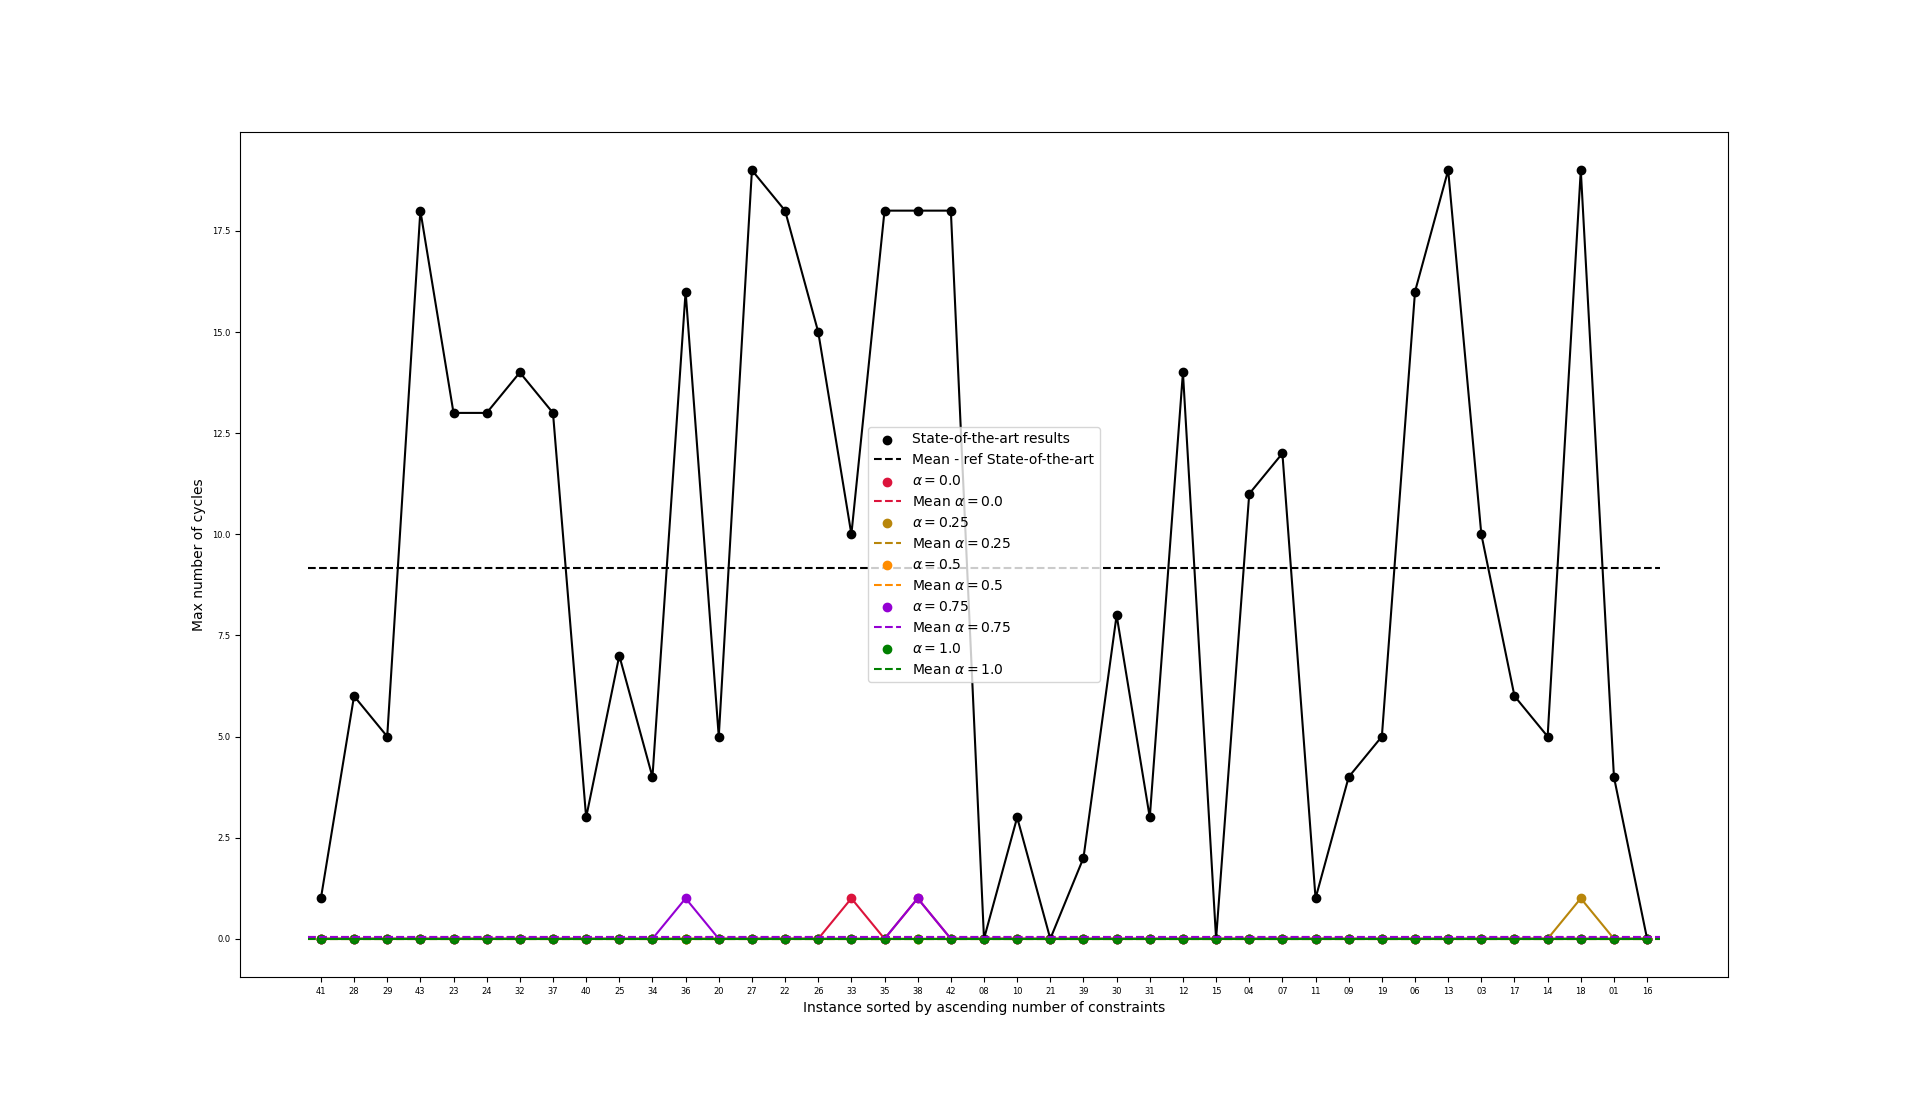 Max number of cycles
17.5
15.0
12.5
10.0
7.5
5.0
2.5
0.0
State-of-the-art results
Mean - ref State-of-the-art
α = 0.0
Mean α = 0.0
α = 0.25
Mean α = 0.25
α = 0.5
Mean α = 0.5
α = 0.75
Mean α = 0.75
α = 1.0
Mean α = 1.0
41 28 29 43 23 24 32 37 40 25 34 36 20 27 22 26 33 35 38 42 08 10 21 39 30 31 12 15 04 07 11 09 19 06 13 03 17 14 18 01 16
Instance sorted by ascending number of constraints